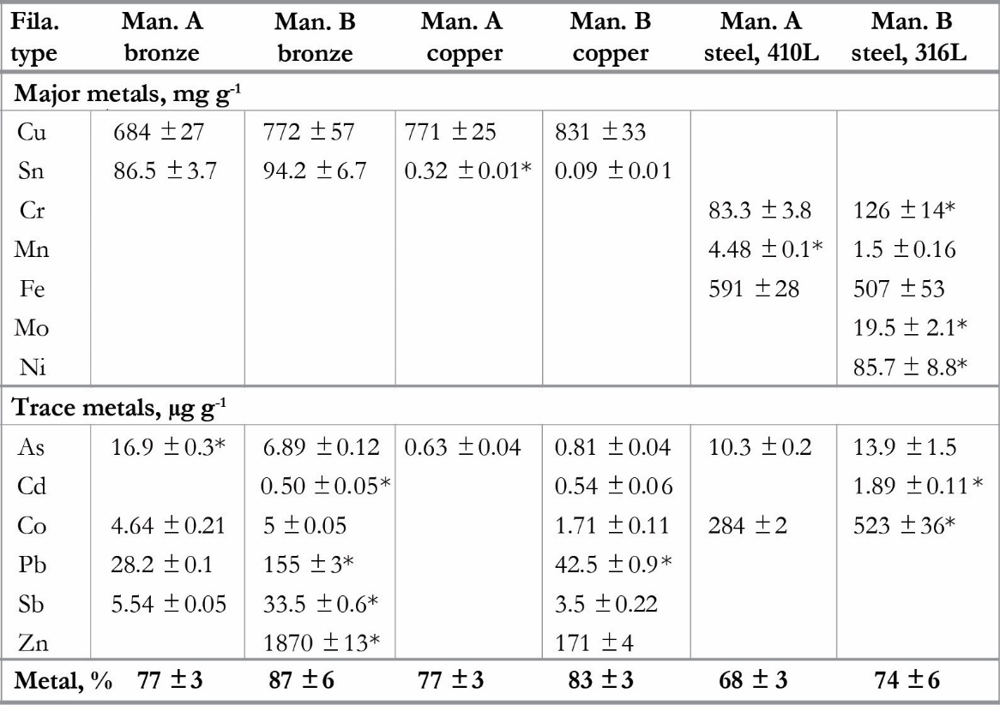 Fila. type Man. A bronze Man. B bronze Man. A copper Man. B copper Man. A steel, 410L Man. B steel, 316L
Major metals, mg g-1
Cu 684 ±27 772 ±57 771 ±25 831 ±33
Sn 86.5 ±3.7 94.2 ±6.7 0.32 ±0.01* 0.09 ±0.01
Cr 83.3 ±3.8 126 ±14*
Mn 4.48 ±0.1* 1.5 ±0.16
Fe 591 ±28 507 ±53
Mo 19.5 ± 2.1*
Ni 85.7 ± 8.8*
Trace metals, µg g-1
As 16.9 ±0.3* 6.89 ±0.12 0.63 ±0.04 0.81 ±0.04 10.3 ±0.2 13.9 ±1.5
Cd 0.50 ±0.05* 0.54 ±0.06 1.89 ±0.11*
Co 4.64 ±0.21 5 ±0.05 1.71 ±0.11 284 ±2 523 ±36*
Pb 28.2 ±0.1 155 ±3* 42.5 ±0.9*
Sb 5.54 ±0.05 33.5 ±0.6* 3.5 ±0.22
Zn 1870 ±13* 171 ±4
Metal, % 77 ±3 87 ±6 77 ±3 83 ±3 68 ±3 74 ±6